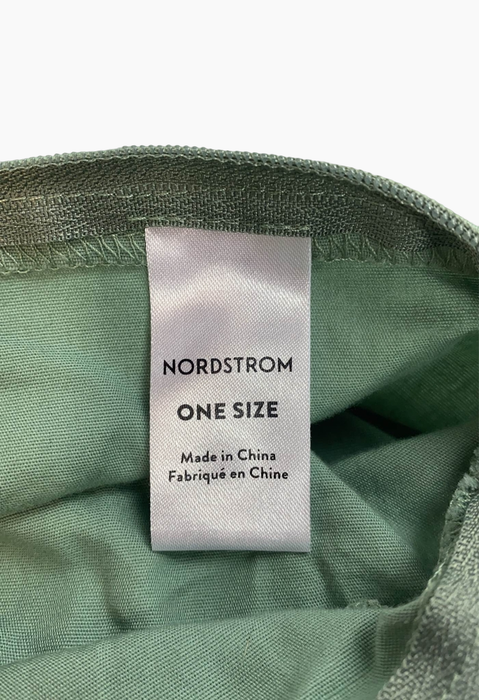 NORDSTROM
ONE SIZE
Made in China
Fabriqué en Chine